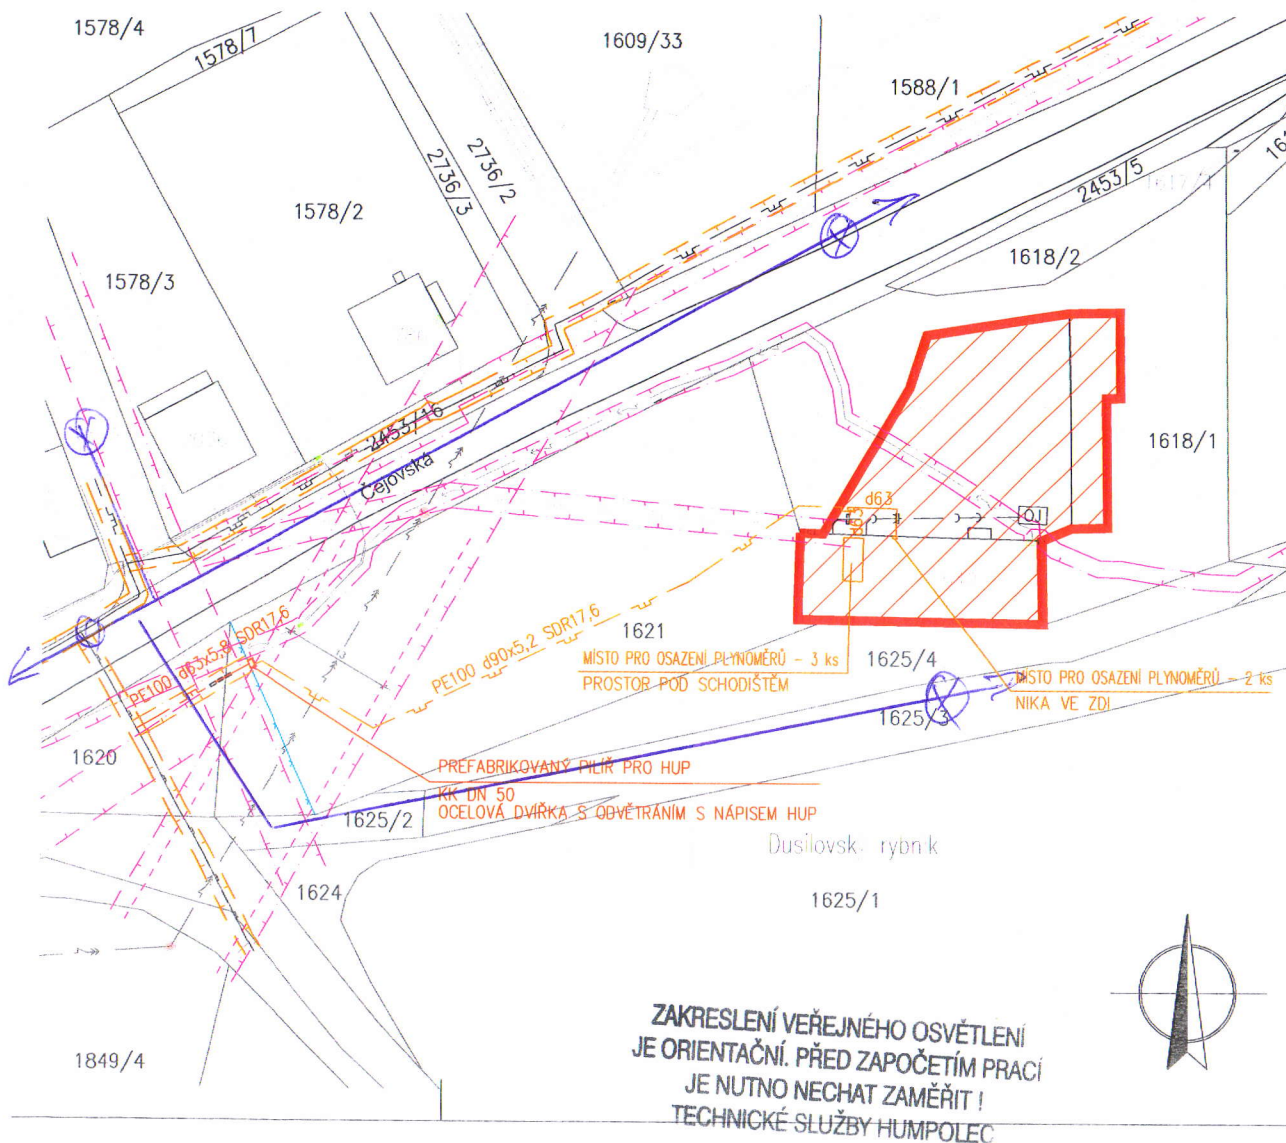 1578/4
1578/7
1609/33
1588/1
2736/3
2736/2
2453/5
1578/2
1618/2
1578/3
2453/16
Čejovská
1618/1
d63
d63
PE100 d63x5,8 SDR17,6
PE100 d90x5,2 SDR17,6
1621
MÍSTO PRO OSAZENÍ PLYNOMĚRŮ - 3 ks
PROSTOR POD SCHODIŠTĚM
1625/4
MÍSTO PRO OSAZENÍ PLYNOMĚRŮ - 2 ks
NIKA VE ZDI
1625/3
1620
PREFABRIKOVANÝ PILÍŘ PRO HUP
KK DN 50
OCELOVÁ DVÍŘKA S ODVĚTRÁNÍM S NÁPISEM HUP
1625/2
Dusilovsk rybník
1624
1625/1
1849/4
ZAKRESLENÍ VEŘEJNÉHO OSVĚTLENÍ
JE ORIENTAČNÍ. PŘED ZAPOČETÍM PRACÍ
JE NUTNO NECHAT ZAMĚŘIT !
TECHNICKÉ SLUŽBY HUMPOLEC